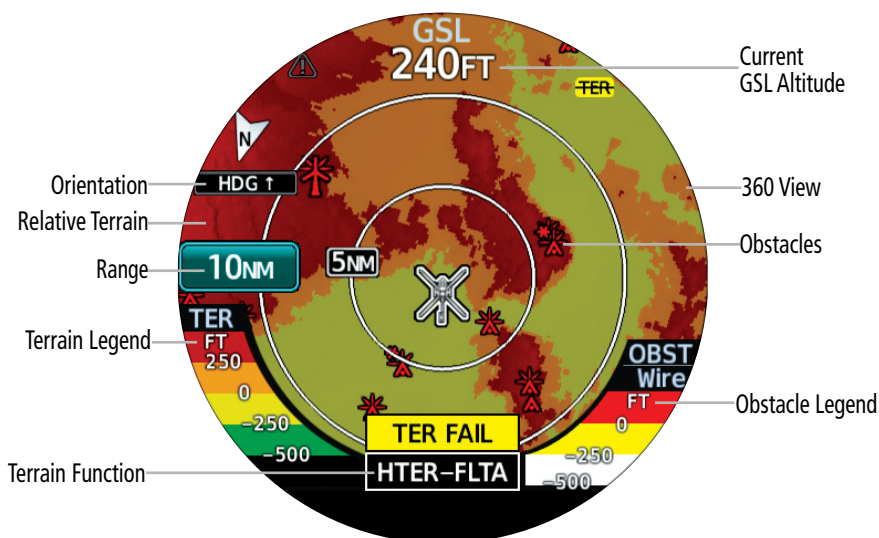 GSL
240FT
Current
GSL Altitude
TER
N
Orientation
HDG ↑
360 View
Relative Terrain
Obstacles
Range
10NM
5NM
TER
FT
250
0
-250
-500
Terrain Legend
OBST
Wire
FT
0
-250
-500
Obstacle Legend
TER FAIL
Terrain Function
HTER-FLTA